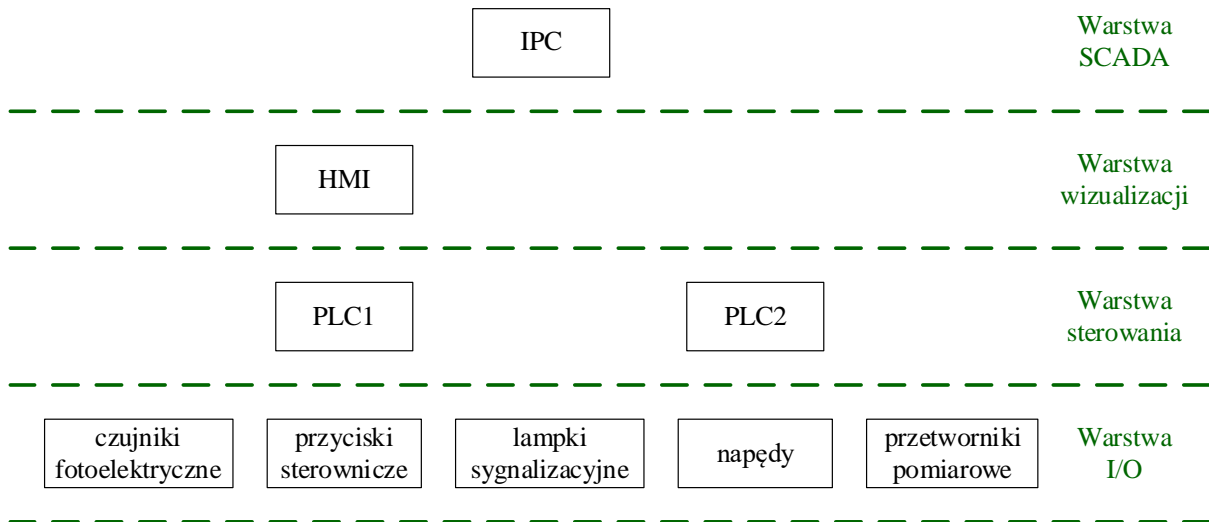 IPC
Warstwa
SCADA
HMI
Warstwa
wizualizacji
PLC1
PLC2
Warstwa
sterowania
czujniki
fotoelektryczne
przyciski
sterownicze
lampki
sygnalizacyjne
napędy
przetworniki
pomiarowe
Warstwa
I/O